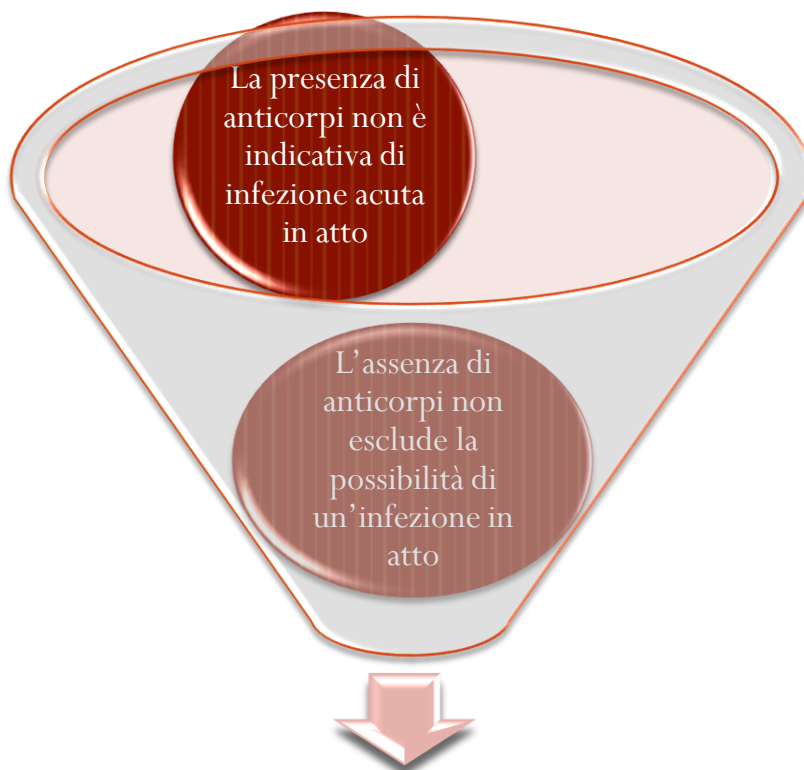 La presenza di
anticorpi non è
indicativa di
infezione acuta
in atto
L’assenza di
anticorpi non
esclude la
possibilità di
un’infezione in
atto